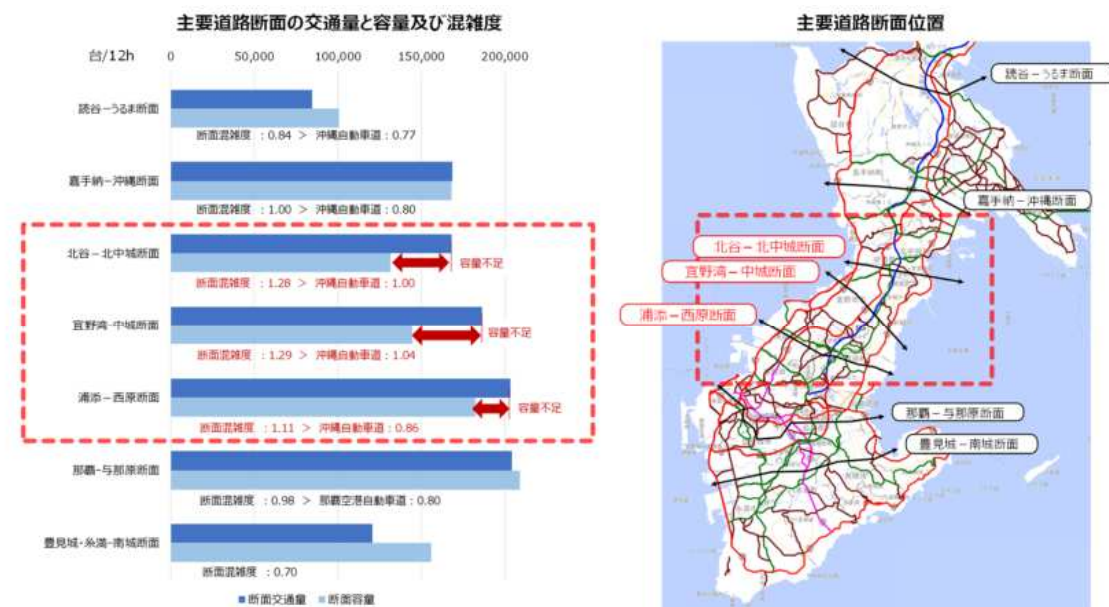 主要道路断面の交通量と容量及び混雑度
台/12h
0
50,000
100,000
150,000
200,000
読谷－うるま断面
断面混雑度 ：0.84 ＞ 沖縄自動車道：0.77
嘉手納－沖縄断面
断面混雑度 ：1.00 ＞ 沖縄自動車道：0.80
北谷－北中城断面
容量不足
断面混雑度 ：1.28 ＞ 沖縄自動車道：1.00
宜野湾-中城断面
容量不足
断面混雑度 ：1.29 ＞ 沖縄自動車道：1.04
浦添－西原断面
容量不足
断面混雑度 ：1.11 ＞ 沖縄自動車道：0.86
那覇-与那原断面
断面混雑度 ：0.98 ＞ 那覇空港自動車道：0.80
豊見城・糸満-南城断面
断面混雑度 ：0.70
■断面交通量 ■断面容量
主要道路断面位置
読谷－うるま断面
嘉手納－沖縄断面
北谷－北中城断面
宜野湾－中城断面
浦添－西原断面
那覇－与那原断面
豊見城－南城断面